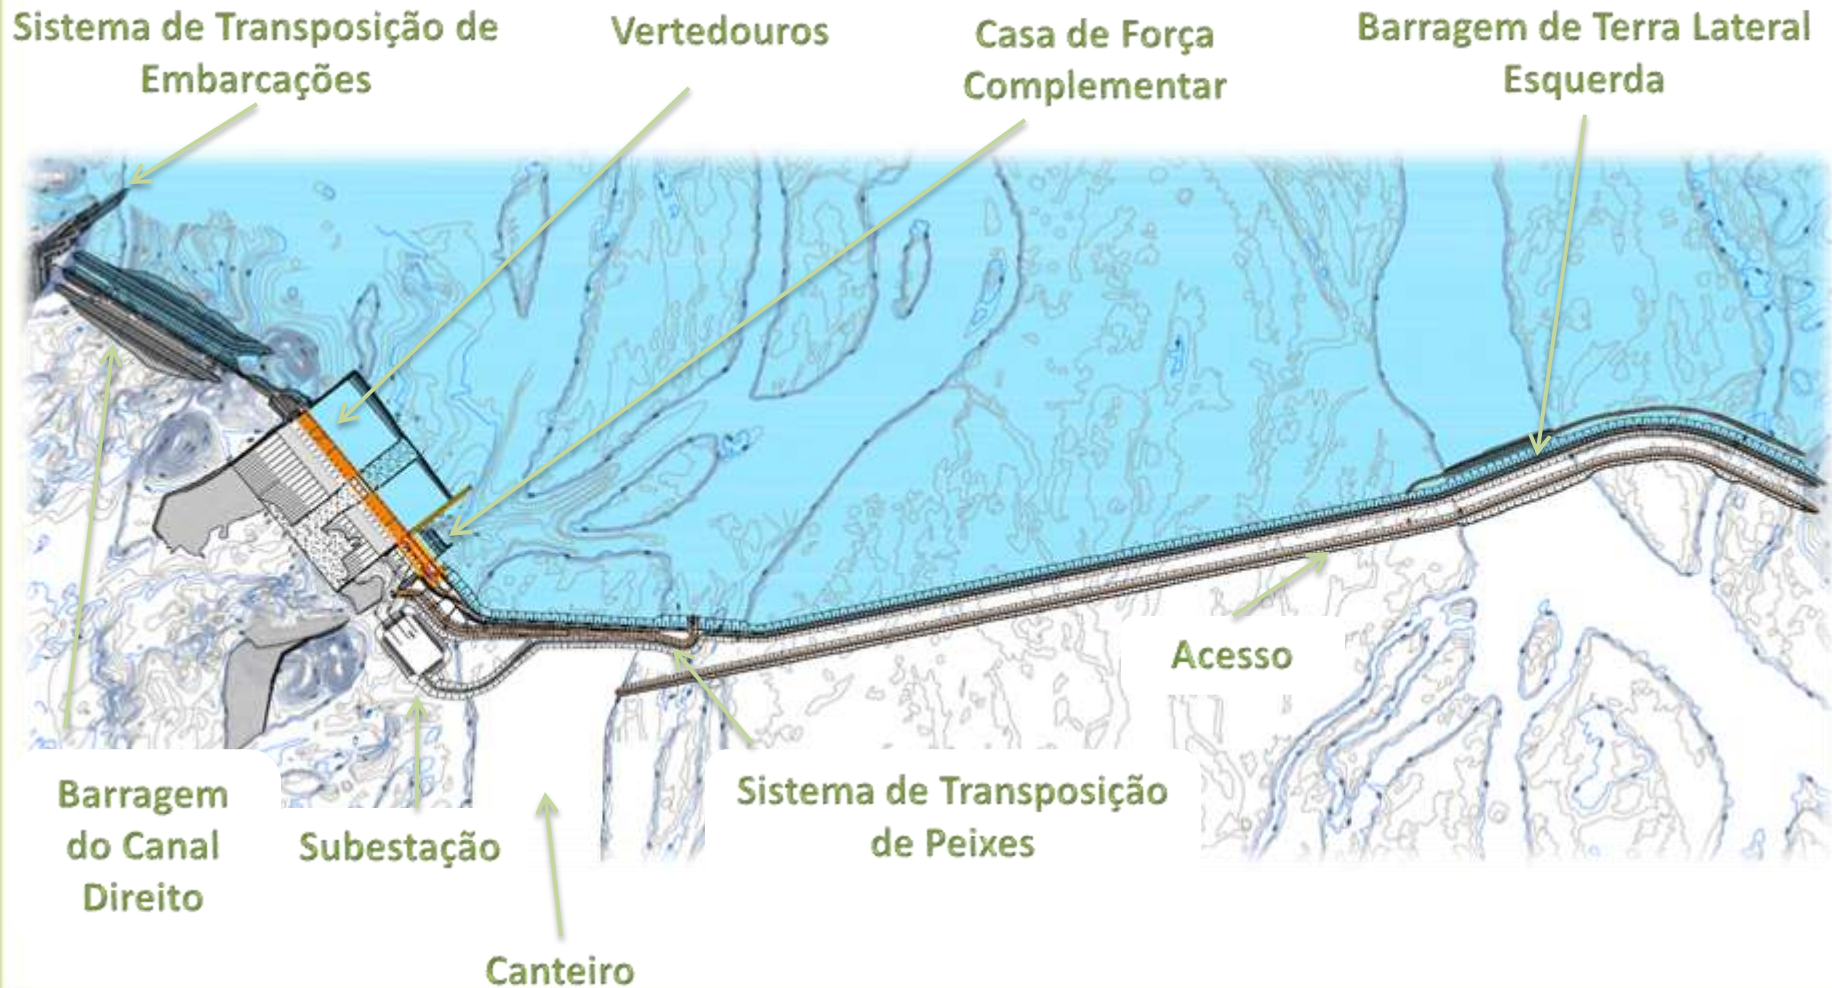 Sistema de Transposição de
Embarcações
Vertedouros
Casa de Força
Complementar
Barragem de Terra Lateral
Esquerda
Acesso
Barragem
do Canal
Direito
Subestação
Sistema de Transposição
de Peixes
Canteiro